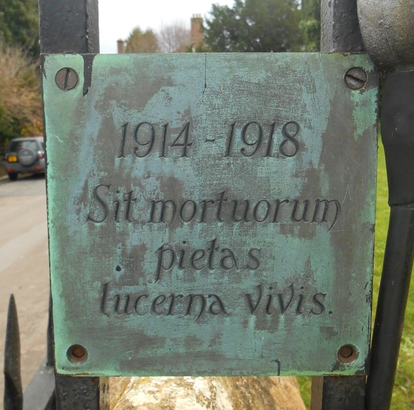 1914 - 1918
Sit mortuorum
pietas
lucerna vivis.